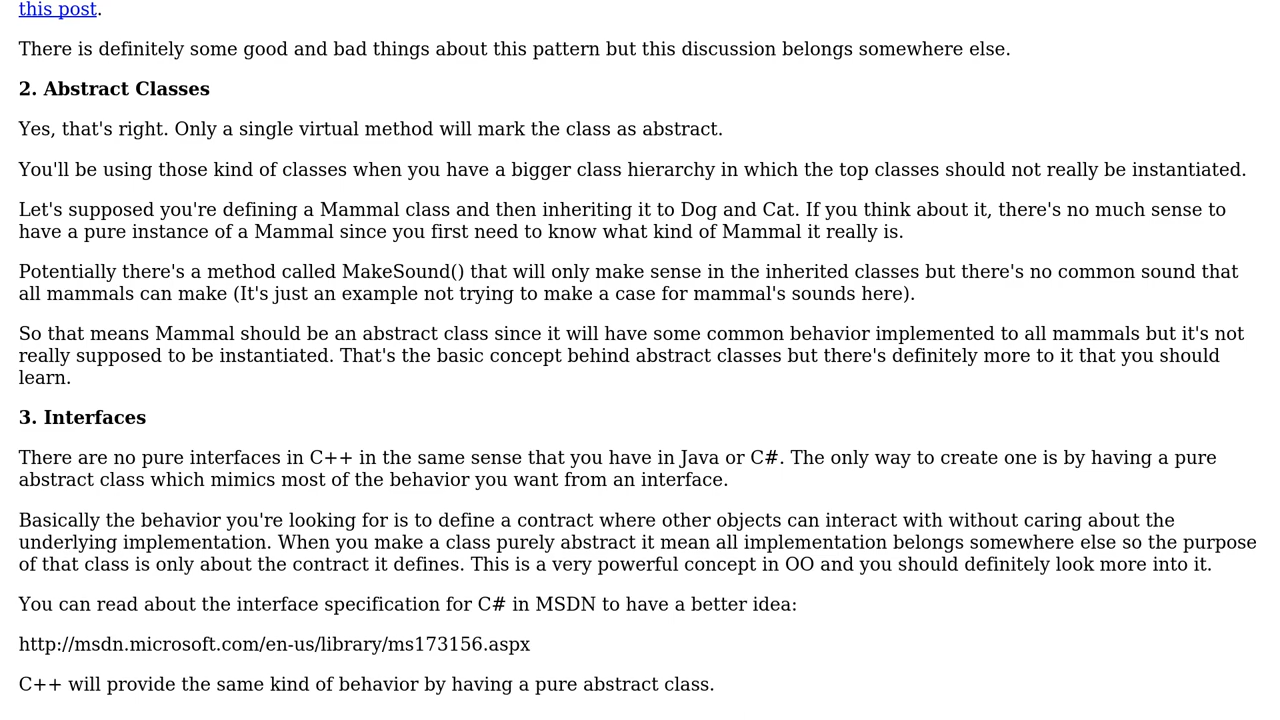 this post.
There is definitely some good and bad things about this pattern but this discussion belongs somewhere else.
2. Abstract Classes
Yes, that's right. Only a single virtual method will mark the class as abstract.
You'll be using those kind of classes when you have a bigger class hierarchy in which the top classes should not really be instantiated.
Let's supposed you're defining a Mammal class and then inheriting it to Dog and Cat. If you think about it, there's no much sense to
have a pure instance of a Mammal since you first need to know what kind of Mammal it really is.
Potentially there's a method called MakeSound() that will only make sense in the inherited classes but there's no common sound that
all mammals can make (It's just an example not trying to make a case for mammal's sounds here).
So that means Mammal should be an abstract class since it will have some common behavior implemented to all mammals but it's not
really supposed to be instantiated. That's the basic concept behind abstract classes but there's definitely more to it that you should
learn.
3. Interfaces
There are no pure interfaces in C++ in the same sense that you have in Java or C#. The only way to create one is by having a pure
abstract class which mimics most of the behavior you want from an interface.
Basically the behavior you're looking for is to define a contract where other objects can interact with without caring about the
underlying implementation. When you make a class purely abstract it mean all implementation belongs somewhere else so the purpose
of that class is only about the contract it defines. This is a very powerful concept in OO and you should definitely look more into it.
You can read about the interface specification for C# in MSDN to have a better idea:
http://msdn.microsoft.com/en-us/library/ms173156.aspx
C++ will provide the same kind of behavior by having a pure abstract class.